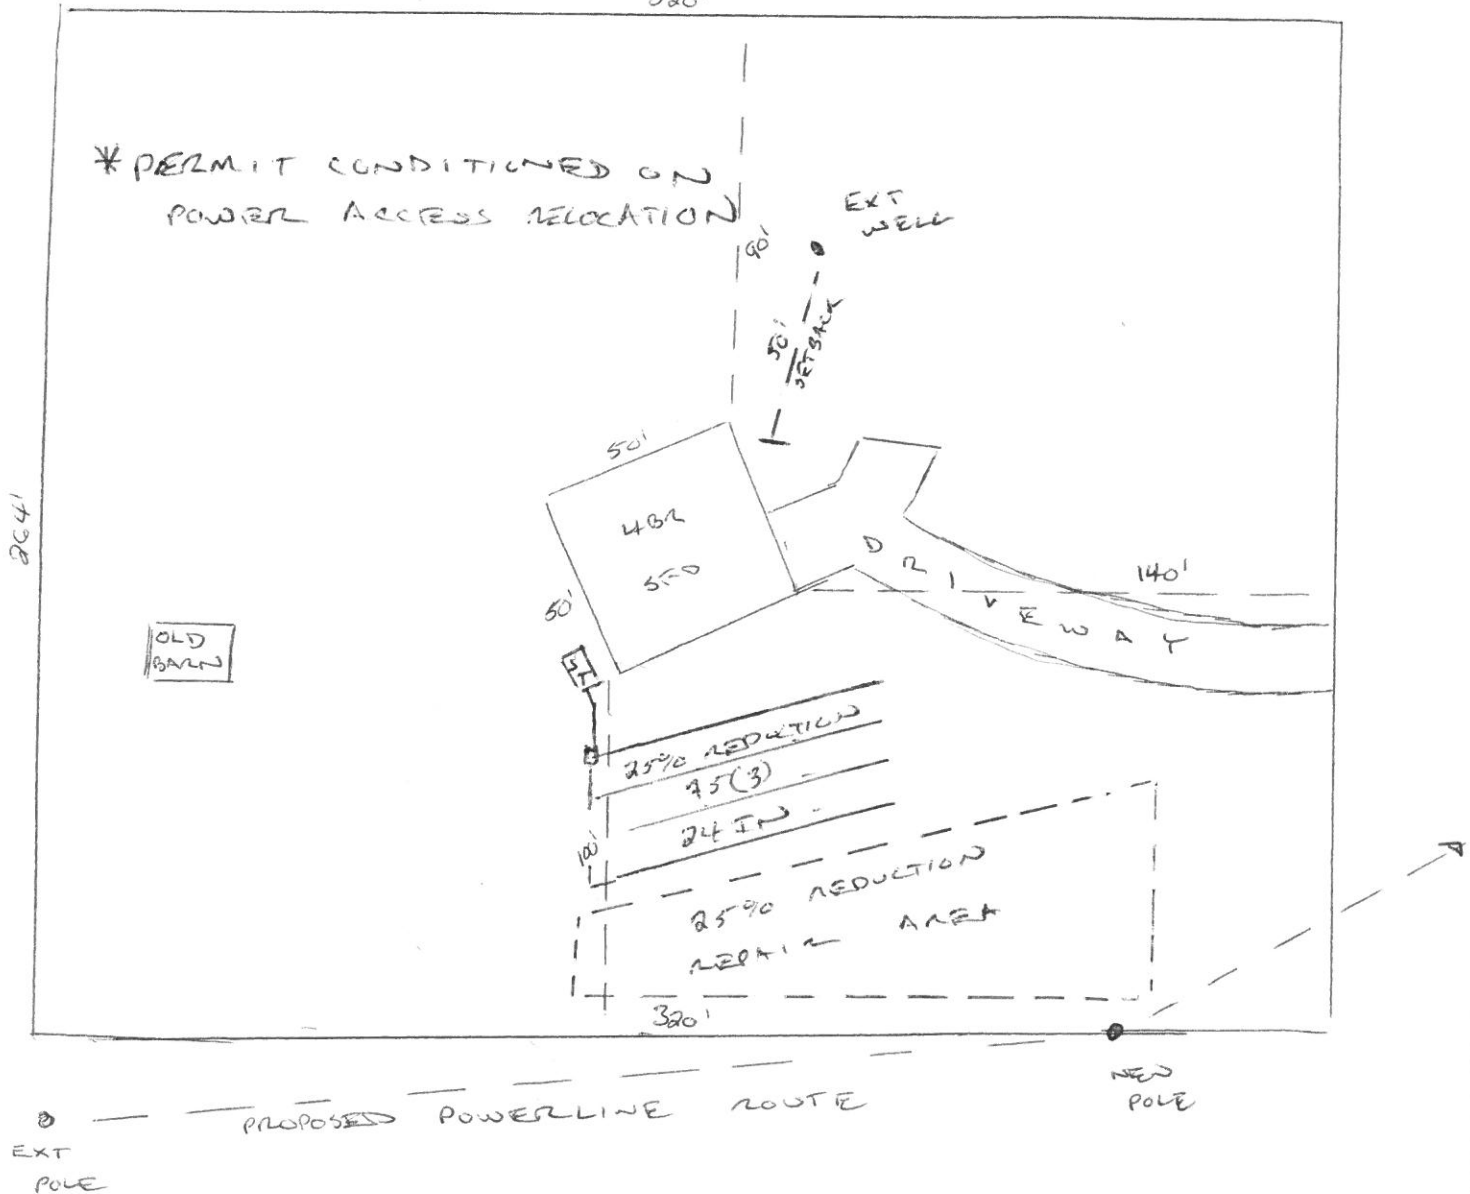 320'
* PERMIT CONDITIONED ON
POWER ACCESS RELOCATION
EXT
WELL
90'
50'
SETBACK
50'
4BR
SFD
50'
264'
DRIVEWAY
140'
OLD
BARN
ST
25% REDUCTION
75(3)
24 IN
100'
25% REDUCTION
REPAIR AREA
320'
NEW
POLE
PROPOSED POWERLINE ROUTE
EXT
POLE